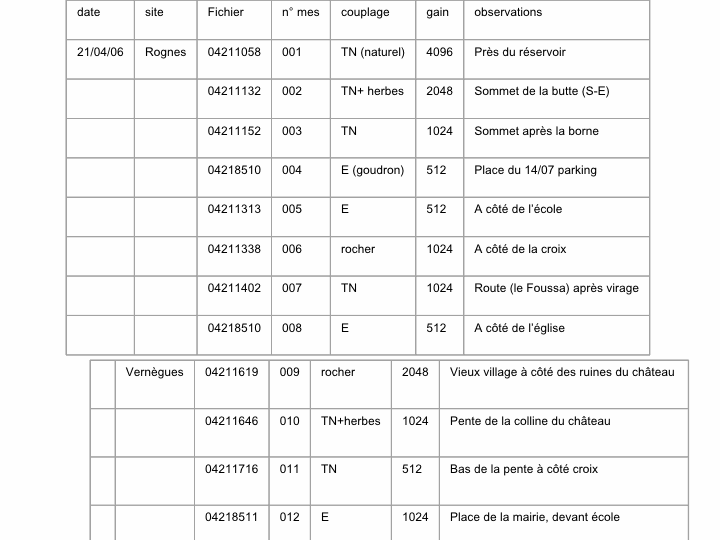 date site Fichier n° mes couplage gain observations
21/04/06 Rognes 04211058 001 TN (naturel) 4096 Près du réservoir
04211132 002 TN+ herbes 2048 Sommet de la butte (S-E)
04211152 003 TN 1024 Sommet après la borne
04218510 004 E (goudron) 512 Place du 14/07 parking
04211313 005 E 512 A côté de l'école
04211338 006 rocher 1024 A côté de la croix
04211402 007 TN 1024 Route (le Foussa) après virage
04218510 008 E 512 A côté de l'église
Vernègues 04211619 009 rocher 2048 Vieux village à côté des ruines du château
04211646 010 TN+herbes 1024 Pente de la colline du château
04211716 011 TN 512 Bas de la pente à côté croix
04218511 012 E 1024 Place de la mairie, devant école